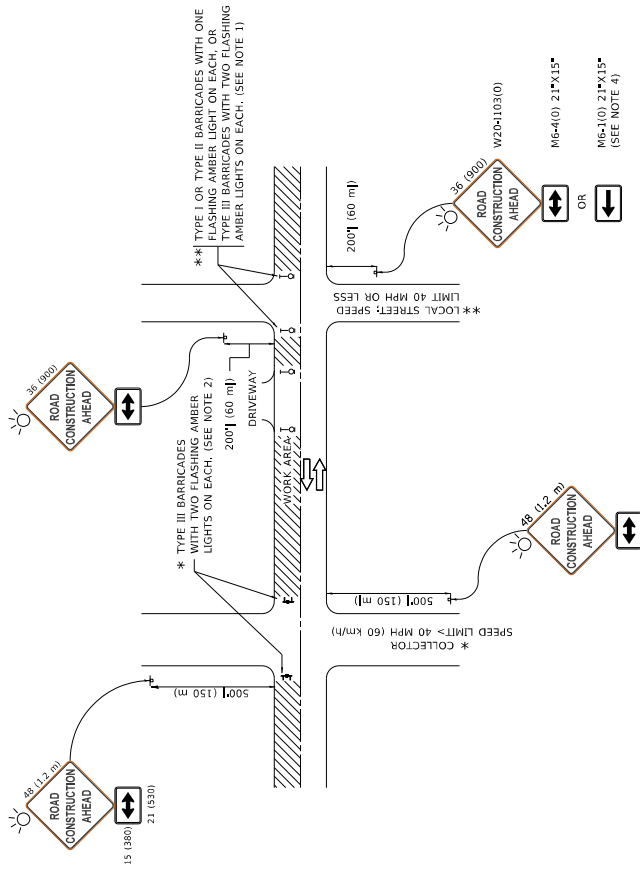 ** TYPE I OR TYPE II BARRICADES WITH ONE
FLASHING AMBER LIGHT ON EACH, OR
TYPE III BARRICADES WITH TWO FLASHING
AMBER LIGHTS ON EACH. (SEE NOTE 1)
36 (900)
ROAD
CONSTRUCTION
AHEAD
* TYPE III BARRICADES
WITH TWO FLASHING AMBER
LIGHTS ON EACH. (SEE NOTE 2)
200' (60 m)
DRIVEWAY
WORK AREA
48 (1.2 m)
ROAD
CONSTRUCTION
AHEAD
15 (380)
21 (530)
500' (150 m)
* COLLECTOR
SPEED LIMIT>40 MPH (60 km/h)
500' (150 m)
48 (1.2 m)
ROAD
CONSTRUCTION
AHEAD
** LOCAL STREET: SPEED
LIMIT 40 MPH OR LESS
200' (60 m)
36 (900)
ROAD
CONSTRUCTION
AHEAD
W20-I103(0)
M6-4(0) 21"X15"
OR
M6-1(0) 21"X15"
(SEE NOTE 4)